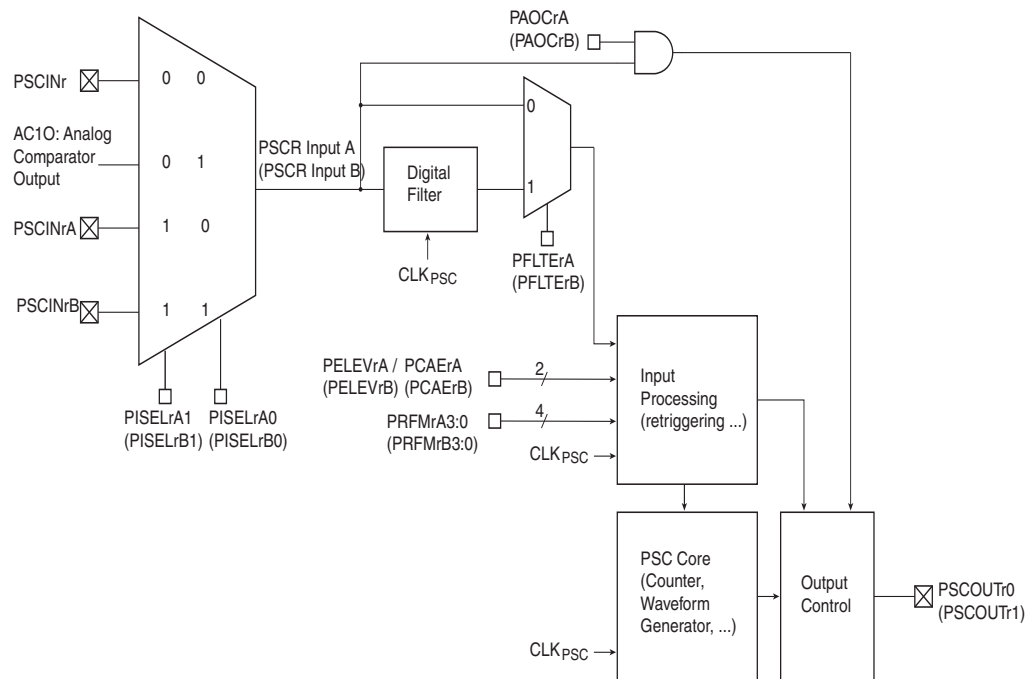 PAOCrA
(PAOCrB)
PSCINr
0 0
AC1O: Analog
Comparator
Output
0 1
PSCR Input A
(PSCR Input B)
PSCINrA
1 0
PSCINrB
1 1
PISELrA1
(PISELrB1)
PISELrA0
(PISELrB0)
Digital
Filter
CLKPSC
0
1
PFLTErA
(PFLTErB)
PELEVrA / PCAErA
(PELEVrB) (PCAErB)
2
PRFMrA3:0
(PRFMrB3:0)
4
CLKPSC
Input
Processing
(retriggering ...)
PSC Core
(Counter,
Waveform
Generator, ...)
CLKPSC
Output
Control
PSCOUTr0
(PSCOUTr1)